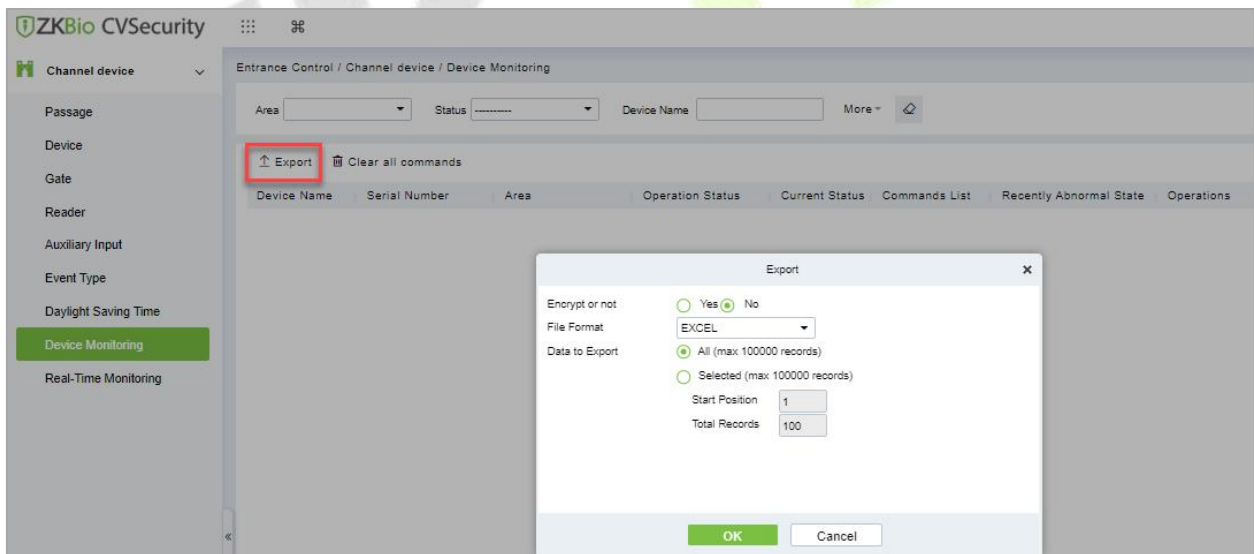 ZKBio CVSecurity
Channel device
Entrance Control / Channel device / Device Monitoring
Passage
Device
Gate
Reader
Auxiliary Input
Event Type
Daylight Saving Time
Device Monitoring
Real-Time Monitoring
Area Status ---------- Device Name More
Export Clear all commands
Device Name Serial Number Area Operation Status Current Status Commands List Recently Abnormal State Operations
Export
Encrypt or not Yes No
File Format EXCEL
Data to Export All (max 100000 records)
Selected (max 100000 records)
Start Position 1
Total Records 100
OK Cancel